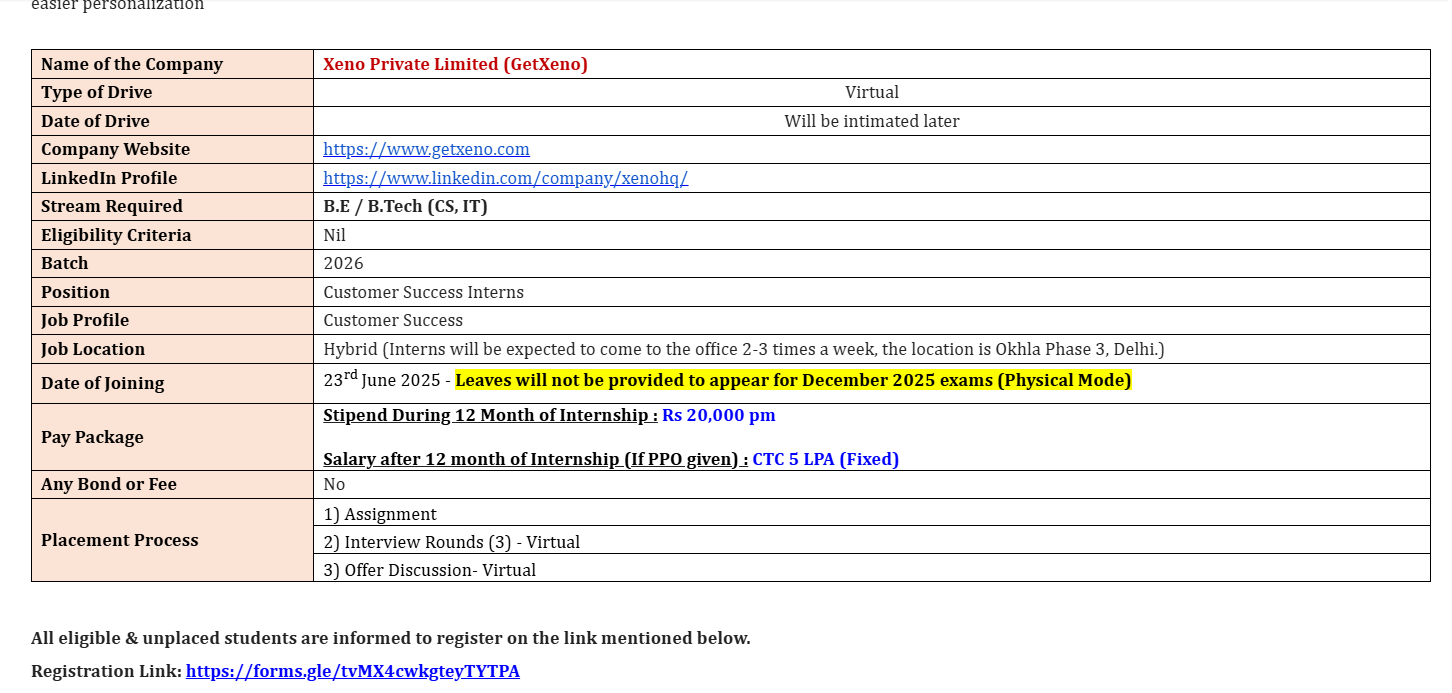 easier personalization
Name of the Company Xeno Private Limited (GetXeno)
Type of Drive Virtual
Date of Drive Will be intimated later
Company Website https://www.getxeno.com
LinkedIn Profile https://www.linkedin.com/company/xenohq/
Stream Required B.E / B.Tech (CS, IT)
Eligibility Criteria Nil
Batch 2026
Position Customer Success Interns
Job Profile Customer Success
Job Location Hybrid (Interns will be expected to come to the office 2-3 times a week, the location is Okhla Phase 3, Delhi.)
Date of Joining 23rd June 2025 - Leaves will not be provided to appear for December 2025 exams (Physical Mode)
Pay Package
Stipend During 12 Month of Internship : Rs 20,000 pm
Salary after 12 month of Internship (If PPO given) : CTC 5 LPA (Fixed)
Any Bond or Fee No
Placement Process
1) Assignment
2) Interview Rounds (3) - Virtual
3) Offer Discussion- Virtual
All eligible & unplaced students are informed to register on the link mentioned below.
Registration Link: https://forms.gle/tvMX4cwkgteyTYTPA